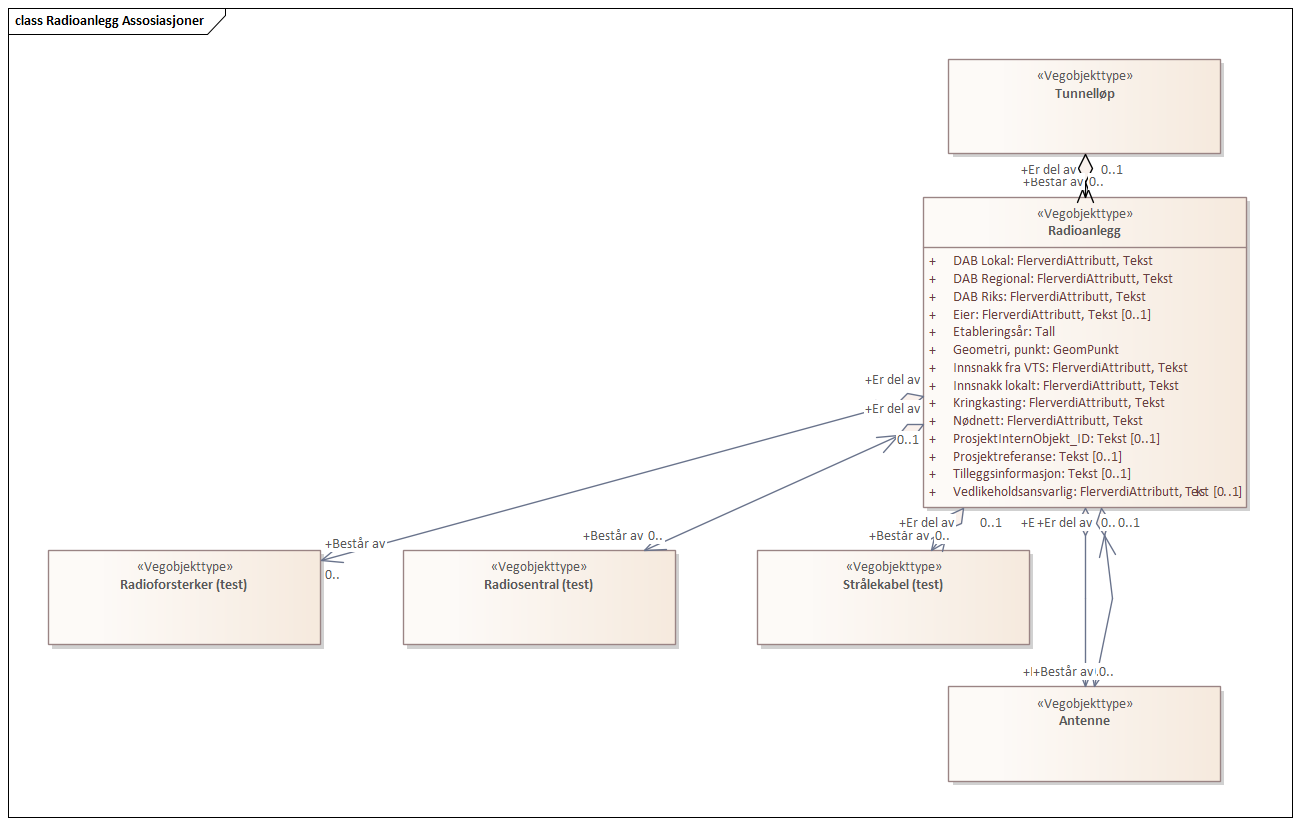 class Radioanlegg Assosiasjoner
«Vegobjekttype»
Tunnelløp
+Er del av 0..1
+Består av 0..
«Vegobjekttype»
Radioanlegg
+ DAB Lokal: FlerverdiAttributt, Tekst
+ DAB Regional: FlerverdiAttributt, Tekst
+ DAB Riks: FlerverdiAttributt, Tekst
+ Eier: FlerverdiAttributt, Tekst [0..1]
+ Etableringsår: Tall
+ Geometri, punkt: GeomPunkt
+ Innsnakk fra VTS: FlerverdiAttributt, Tekst
+ Innsnakk lokalt: FlerverdiAttributt, Tekst
+ Kringkasting: FlerverdiAttributt, Tekst
+ Nødnett: FlerverdiAttributt, Tekst
+ ProsjektInternObjekt_ID: Tekst [0..1]
+ Prosjektreferanse: Tekst [0..1]
+ Tilleggsinformasjon: Tekst [0..1]
+ Vedlikeholdsansvarlig: FlerverdiAttributt, Tekst [0..1]
+Er del av
+Er del av
0..1
+Er del av 0..1
+E +Er del av 0.. 0..1
+Består av
0..
+Består av 0..
+Består av 0..
«Vegobjekttype»
Radioforsterker (test)
«Vegobjekttype»
Radiosentral (test)
«Vegobjekttype»
Strålekabel (test)
+Består av 0..
«Vegobjekttype»
Antenne